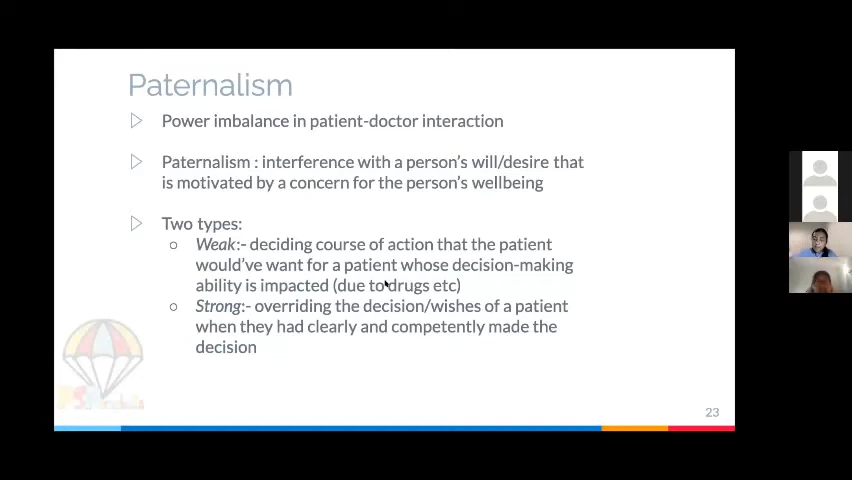 Paternalism
▷ Power imbalance in patient-doctor interaction
▷ Paternalism : interference with a person's will/desire that
is motivated by a concern for the person's wellbeing
▷ Two types:
○ Weak:- deciding course of action that the patient
would've want for a patient whose decision-making
ability is impacted (due to drugs etc)
○ Strong:- overriding the decision/wishes of a patient
when they had clearly and competently made the
decision
23